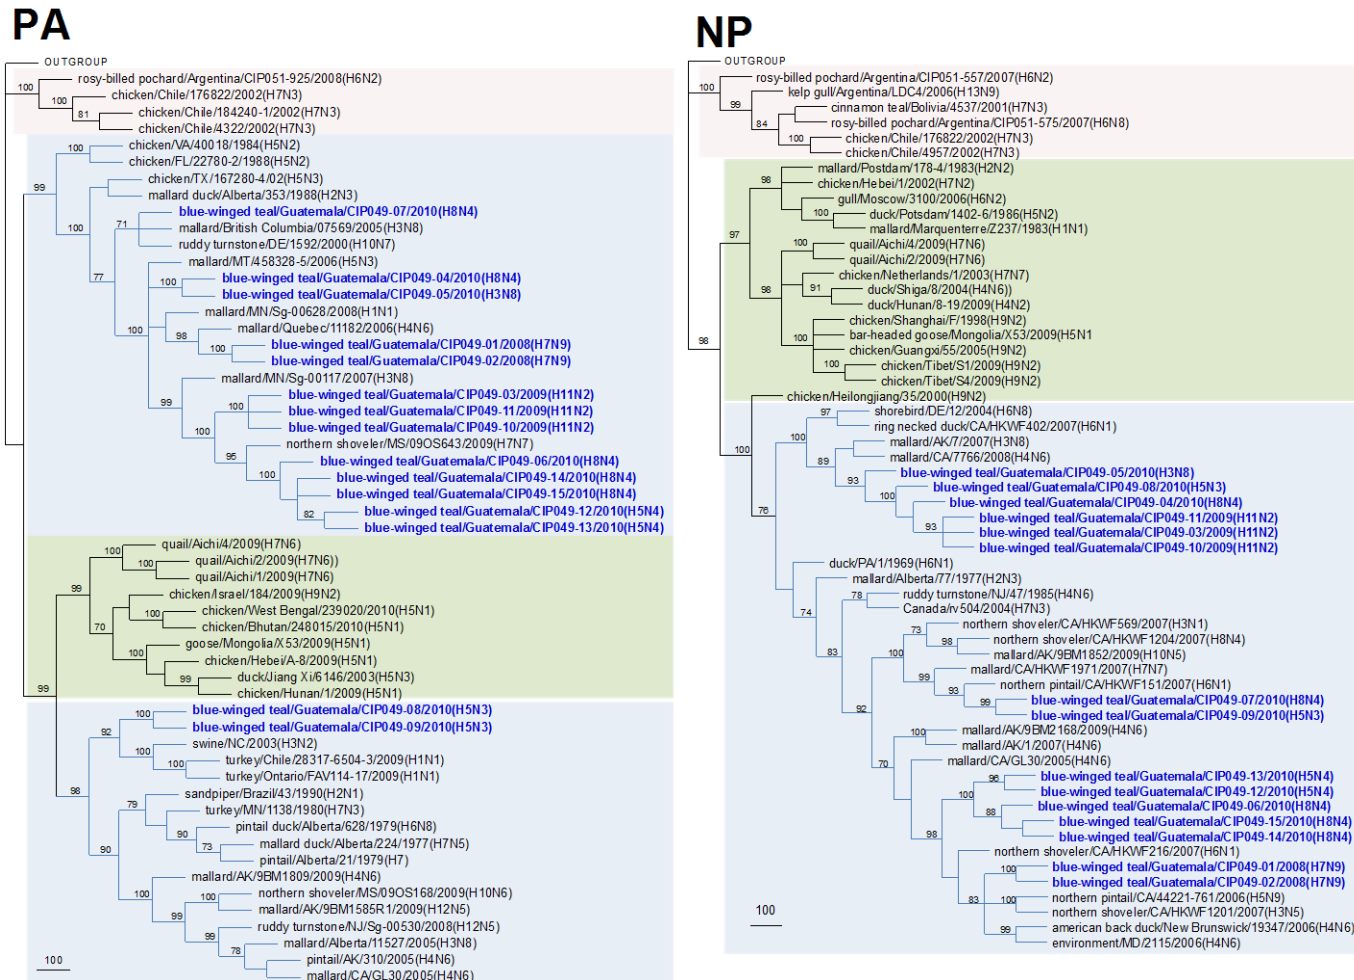 PA
OUTGROUP
100
rosy-billed pochard/Argentina/CIP051-925/2008(H6N2)
100
chicken/Chile/176822/2002(H7N3)
81
chicken/Chile/184240-1/2002(H7N3)
chicken/Chile/4322/2002(H7N3)
99
100
chicken/VA/40018/1984(H5N2)
chicken/FL/22780-2/1988(H5N2)
100
chicken/TX/167280-4/02(H5N3)
mallard duck/Alberta/353/1988(H2N3)
77
71
blue-winged teal/Guatemala/CIP049-07/2010(H8N4)
mallard/British Columbia/07569/2005(H3N8)
ruddy turnstone/DE/1592/2000(H10N7)
100
mallard/MT/458328-5/2006(H5N3)
100
blue-winged teal/Guatemala/CIP049-04/2010(H8N4)
blue-winged teal/Guatemala/CIP049-05/2010(H3N8)
mallard/MN/Sg-00628/2008(H1N1)
98
mallard/Quebec/11182/2006(H4N6)
100
blue-winged teal/Guatemala/CIP049-01/2008(H7N9)
blue-winged teal/Guatemala/CIP049-02/2008(H7N9)
99
mallard/MN/Sg-00117/2007(H3N8)
100
100
blue-winged teal/Guatemala/CIP049-03/2009(H11N2)
blue-winged teal/Guatemala/CIP049-11/2009(H11N2)
blue-winged teal/Guatemala/CIP049-10/2009(H11N2)
95
northern shoveler/MS/09OS643/2009(H7N7)
100
blue-winged teal/Guatemala/CIP049-06/2010(H8N4)
blue-winged teal/Guatemala/CIP049-14/2010(H8N4)
blue-winged teal/Guatemala/CIP049-15/2010(H8N4)
82
blue-winged teal/Guatemala/CIP049-12/2010(H5N4)
blue-winged teal/Guatemala/CIP049-13/2010(H5N4)
99
99
100
quail/Aichi/4/2009(H7N6)
100
quail/Aichi/2/2009(H7N6))
quail/Aichi/1/2009(H7N6)
70
chicken/Israel/184/2009(H9N2)
100
chicken/West Bengal/239020/2010(H5N1)
chicken/Bhutan/248015/2010(H5N1)
100
goose/Mongolia/X53/2009(H5N1)
chicken/Hebei/A-8/2009(H5N1)
99
duck/Jiang Xi/6146/2003(H5N3)
chicken/Hunan/1/2009(H5N1)
98
92
100
blue-winged teal/Guatemala/CIP049-08/2010(H5N3)
blue-winged teal/Guatemala/CIP049-09/2010(H5N3)
100
swine/NC/2003(H3N2)
100
turkey/Chile/28317-6504-3/2009(H1N1)
turkey/Ontario/FAV114-17/2009(H1N1)
90
79
sandpiper/Brazil/43/1990(H2N1)
turkey/MN/1138/1980(H7N3)
90
pintail duck/Alberta/628/1979(H6N8)
73
mallard duck/Alberta/224/1977(H7N5)
pintail/Alberta/21/1979(H7)
100
mallard/AK/9BM1809/2009(H4N6)
99
100
northern shoveler/MS/09OS168/2009(H10N6)
mallard/AK/9BM1585R1/2009(H12N5)
99
ruddy turnstone/NJ/Sg-00530/2008(H12N5)
78
mallard/Alberta/11527/2005(H3N8)
pintail/AK/310/2005(H4N6)
mallard/CA/GL30/2005(H4N6)
100
NP
OUTGROUP
100
rosy-billed pochard/Argentina/CIP051-557/2007(H6N2)
99
kelp gull/Argentina/LDC4/2006(H13N9)
84
cinnamon teal/Bolivia/4537/2001(H7N3)
rosy-billed pochard/Argentina/CIP051-575/2007(H6N8)
100
chicken/Chile/176822/2002(H7N3)
chicken/Chile/4957/2002(H7N3)
98
97
98
mallard/Postdam/178-4/1983(H2N2)
chicken/Hebei/1/2002(H7N2)
gull/Moscow/3100/2006(H6N2)
100
duck/Potsdam/1402-6/1986(H5N2)
mallard/Marquenterre/Z237/1983(H1N1)
98
100
quail/Aichi/4/2009(H7N6)
quail/Aichi/2/2009(H7N6)
chicken/Netherlands/1/2003(H7N7)
91
duck/Shiga/8/2004(H4N6))
duck/Hunan/8-19/2009(H4N2)
100
chicken/Shanghai/F/1998(H9N2)
bar-headed goose/Mongolia/X53/2009(H5N1
chicken/Guangxi/55/2005(H9N2)
100
chicken/Tibet/S1/2009(H9N2)
chicken/Tibet/S4/2009(H9N2)
100
chicken/Heilongjiang/35/2000(H9N2)
76
100
97
shorebird/DE/12/2004(H6N8)
ring necked duck/CA/HKWF402/2007(H6N1)
89
mallard/AK/7/2007(H3N8)
mallard/CA/7766/2008(H4N6)
93
blue-winged teal/Guatemala/CIP049-05/2010(H3N8)
100
blue-winged teal/Guatemala/CIP049-08/2010(H5N3)
blue-winged teal/Guatemala/CIP049-04/2010(H8N4)
93
blue-winged teal/Guatemala/CIP049-11/2009(H11N2)
blue-winged teal/Guatemala/CIP049-03/2009(H11N2)
blue-winged teal/Guatemala/CIP049-10/2009(H11N2)
duck/PA/1/1969(H6N1)
74
mallard/Alberta/77/1977(H2N3)
83
78
ruddy turnstone/NJ/47/1985(H4N6)
Canada/rv504/2004(H7N3)
92
100
73
northern shoveler/CA/HKWF569/2007(H3N1)
98
northern shoveler/CA/HKWF1204/2007(H8N4)
mallard/AK/9BM1852/2009(H10N5)
99
mallard/CA/HKWF1971/2007(H7N7)
93
northern pintail/CA/HKWF151/2007(H6N1)
99
blue-winged teal/Guatemala/CIP049-07/2010(H8N4)
blue-winged teal/Guatemala/CIP049-09/2010(H5N3)
70
100
mallard/AK/9BM2168/2009(H4N6)
mallard/AK/1/2007(H4N6)
mallard/CA/GL30/2005(H4N6)
98
100
96
blue-winged teal/Guatemala/CIP049-13/2010(H5N4)
blue-winged teal/Guatemala/CIP049-12/2010(H5N4)
88
blue-winged teal/Guatemala/CIP049-06/2010(H8N4)
blue-winged teal/Guatemala/CIP049-15/2010(H8N4)
blue-winged teal/Guatemala/CIP049-14/2010(H8N4)
northern shoveler/CA/HKWF216/2007(H6N1)
83
100
blue-winged teal/Guatemala/CIP049-01/2008(H7N9)
blue-winged teal/Guatemala/CIP049-02/2008(H7N9)
100
northern pintail/CA/44221-761/2006(H5N9)
northern shoveler/CA/HKWF1201/2007(H3N5)
99
american back duck/New Brunswick/19347/2006(H4N6)
environment/MD/2115/2006(H4N6)
100